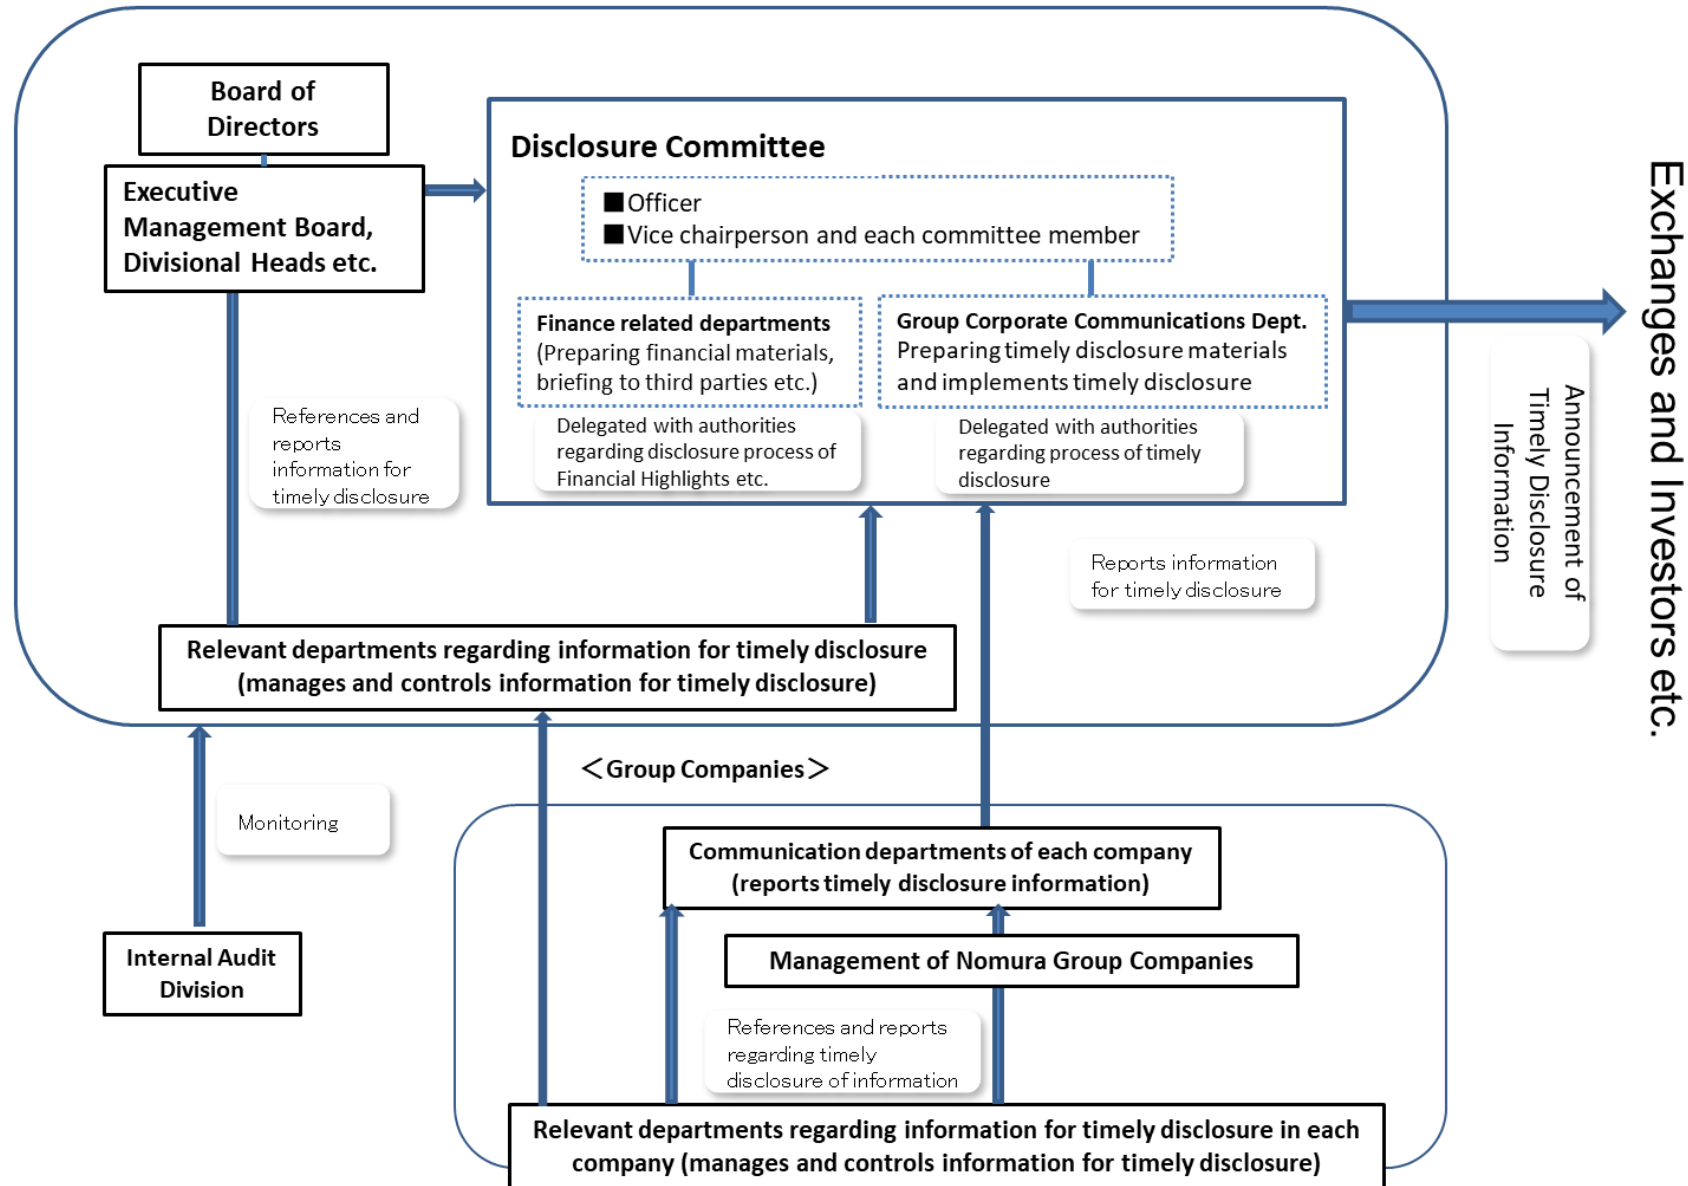 Board of
Directors
Executive
Management Board,
Divisional Heads etc.
Disclosure Committee
■Officer
■Vice chairperson and each committee member
Finance related departments
(Preparing financial materials,
briefing to third parties etc.)
Group Corporate Communications Dept.
Preparing timely disclosure materials
and implements timely disclosure
Delegated with authorities
regarding disclosure process of
Financial Highlights etc.
Delegated with authorities
regarding process of timely
disclosure
References and
reports
information for
timely disclosure
Reports information
for timely disclosure
Exchanges and Investors etc.
Announcement of
Timely Disclosure
Information
Relevant departments regarding information for timely disclosure
(manages and controls information for timely disclosure)
Monitoring
Internal Audit
Division
＜Group Companies＞
Communication departments of each company
(reports timely disclosure information)
Management of Nomura Group Companies
References and reports
regarding timely
disclosure of information
Relevant departments regarding information for timely disclosure in each
company (manages and controls information for timely disclosure)